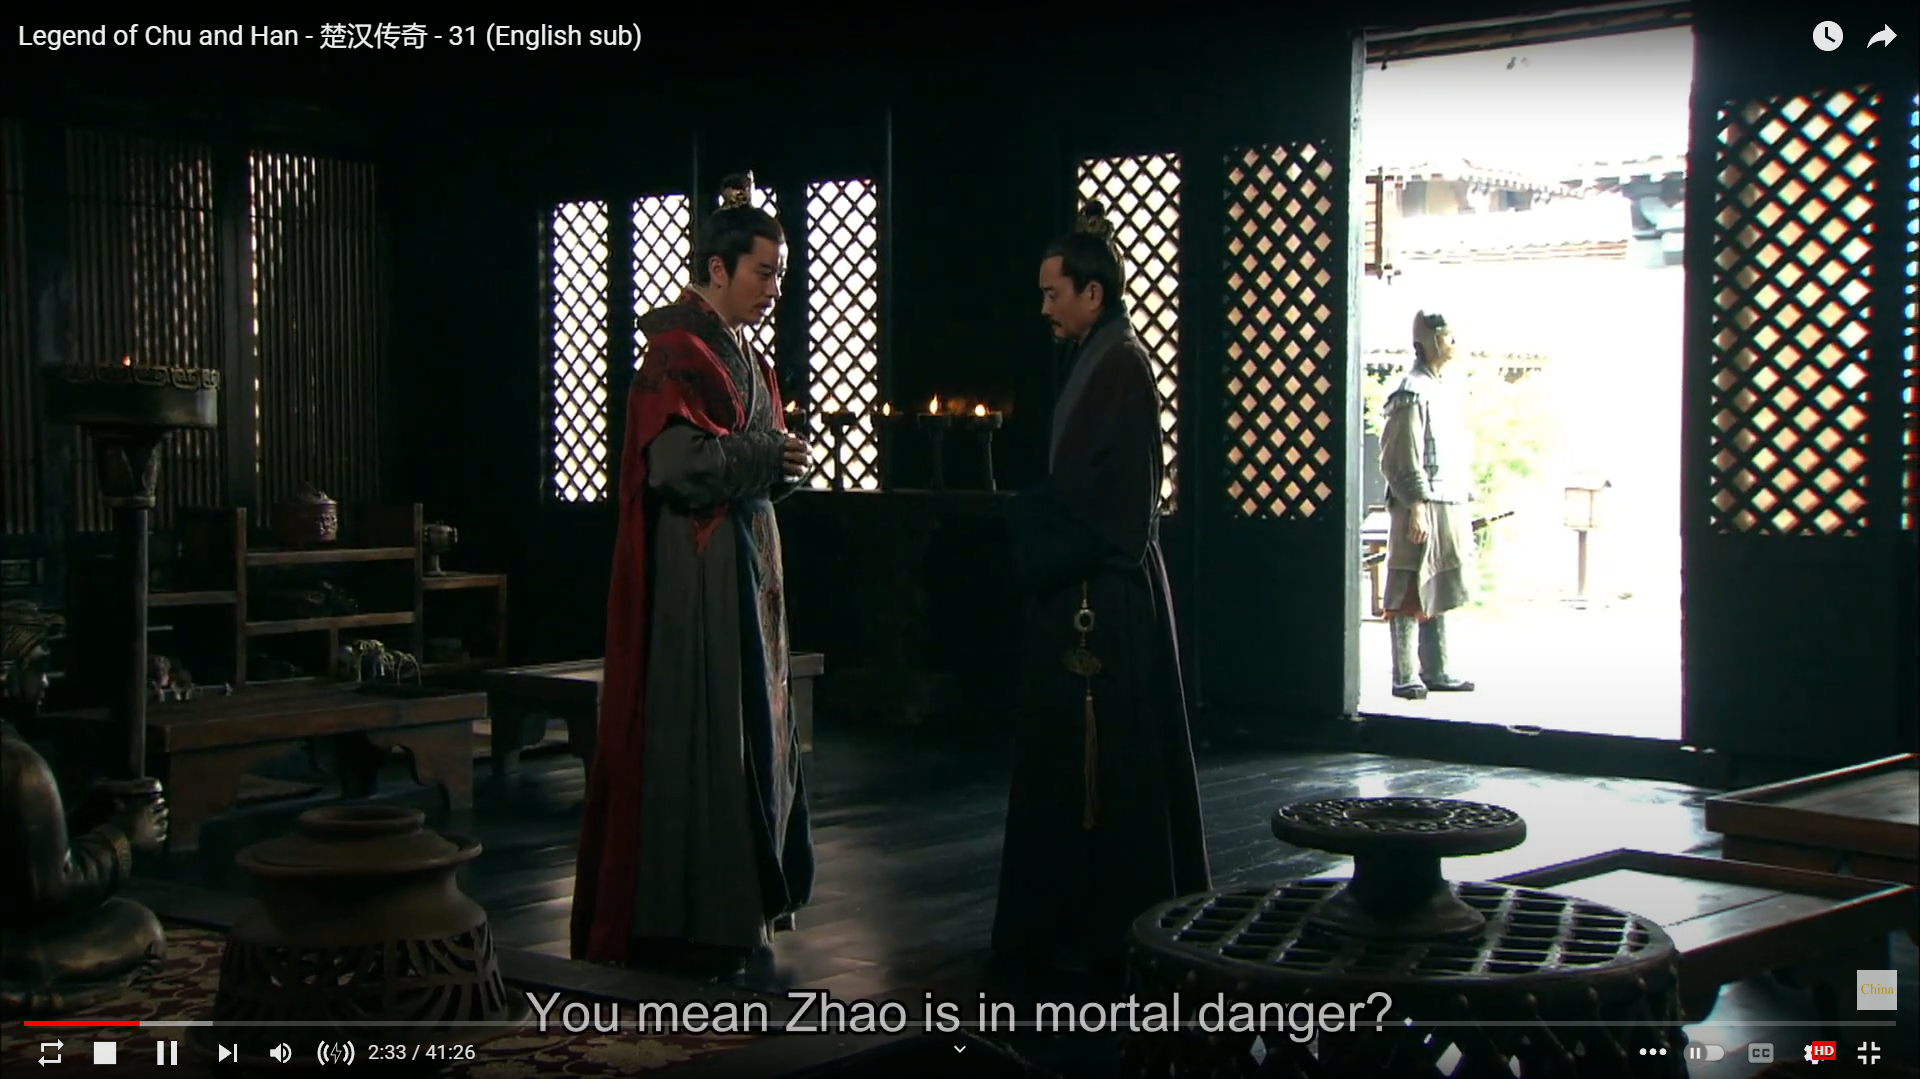 Legend of Chu and Han - 楚汉传奇 - 31 (English sub)
You mean Zhao is in mortal danger?
China
2:33 / 41:26
CC
HD